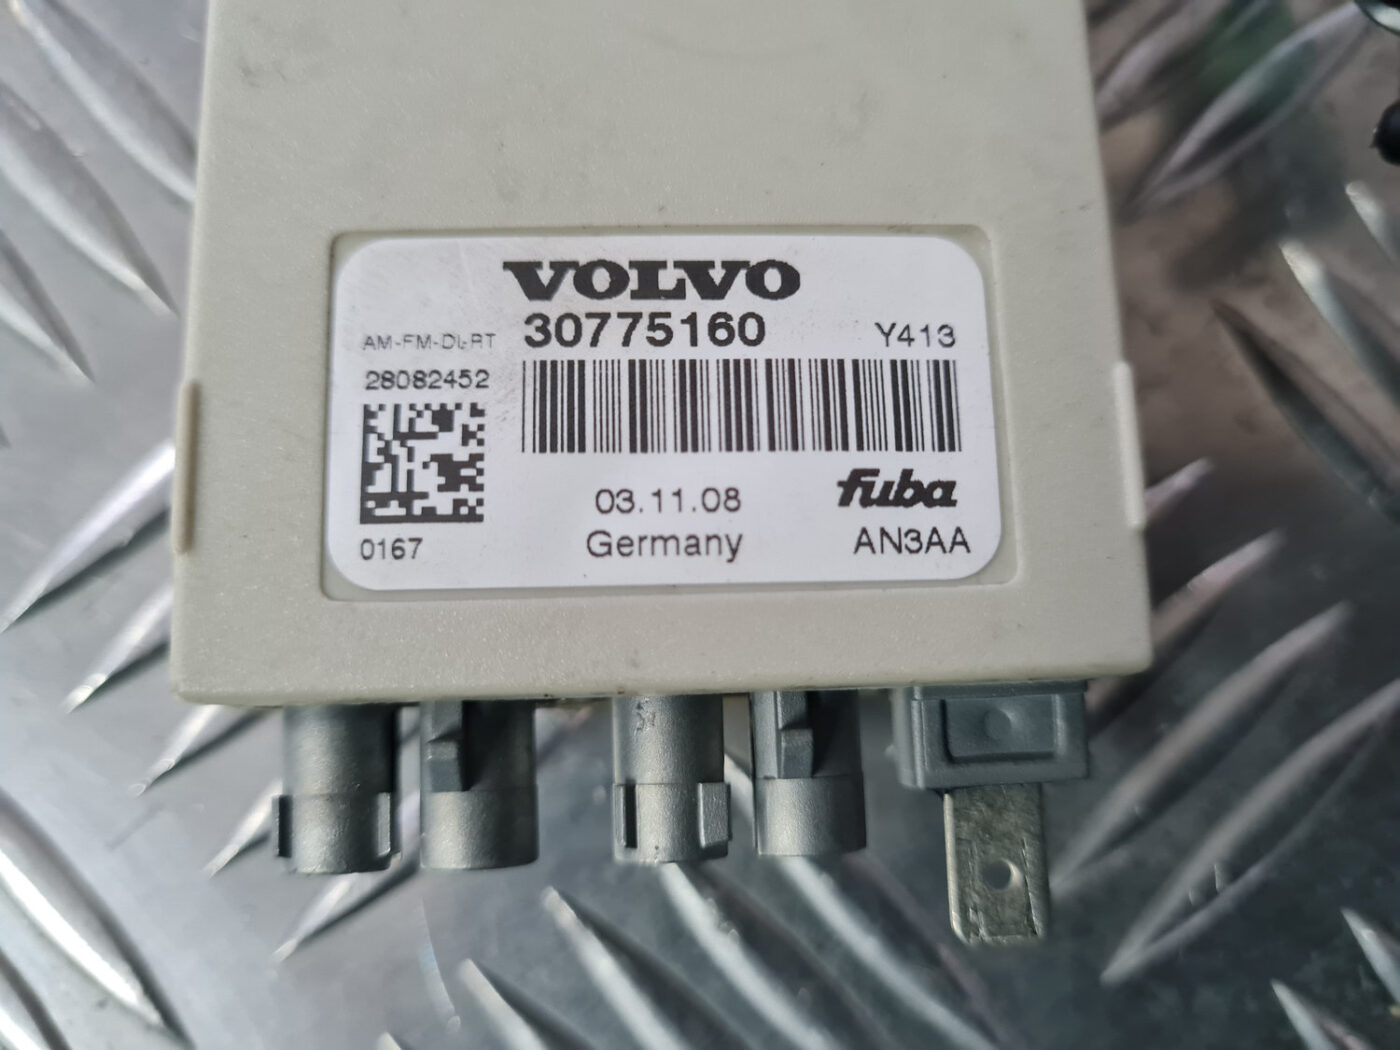 VOLVO
AM-FM-DI-RT 30775160 Y413
28082452
fuba
03.11.08
0167 Germany AN3AA